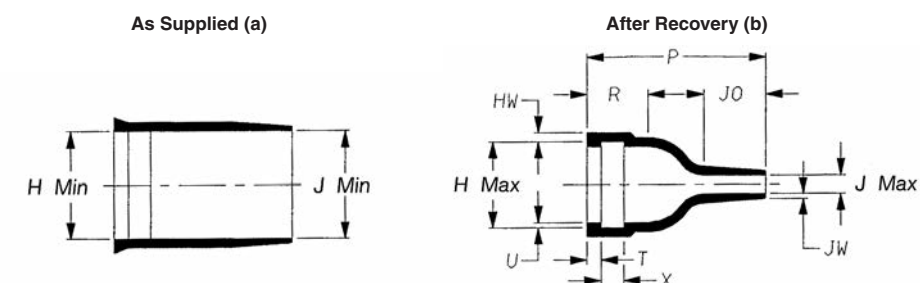 As Supplied (a)
After Recovery (b)
P
R
JO
HW
H Min
J Min
H Max
J Max
U
T
JW
X